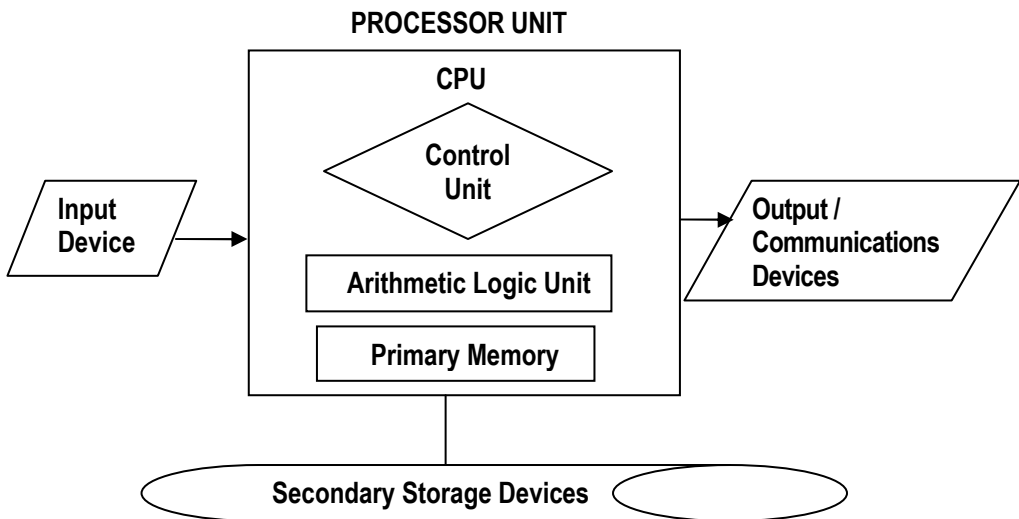 PROCESSOR UNIT
CPU
Control
Unit
Input
Device
Output /
Communications
Devices
Arithmetic Logic Unit
Primary Memory
Secondary Storage Devices